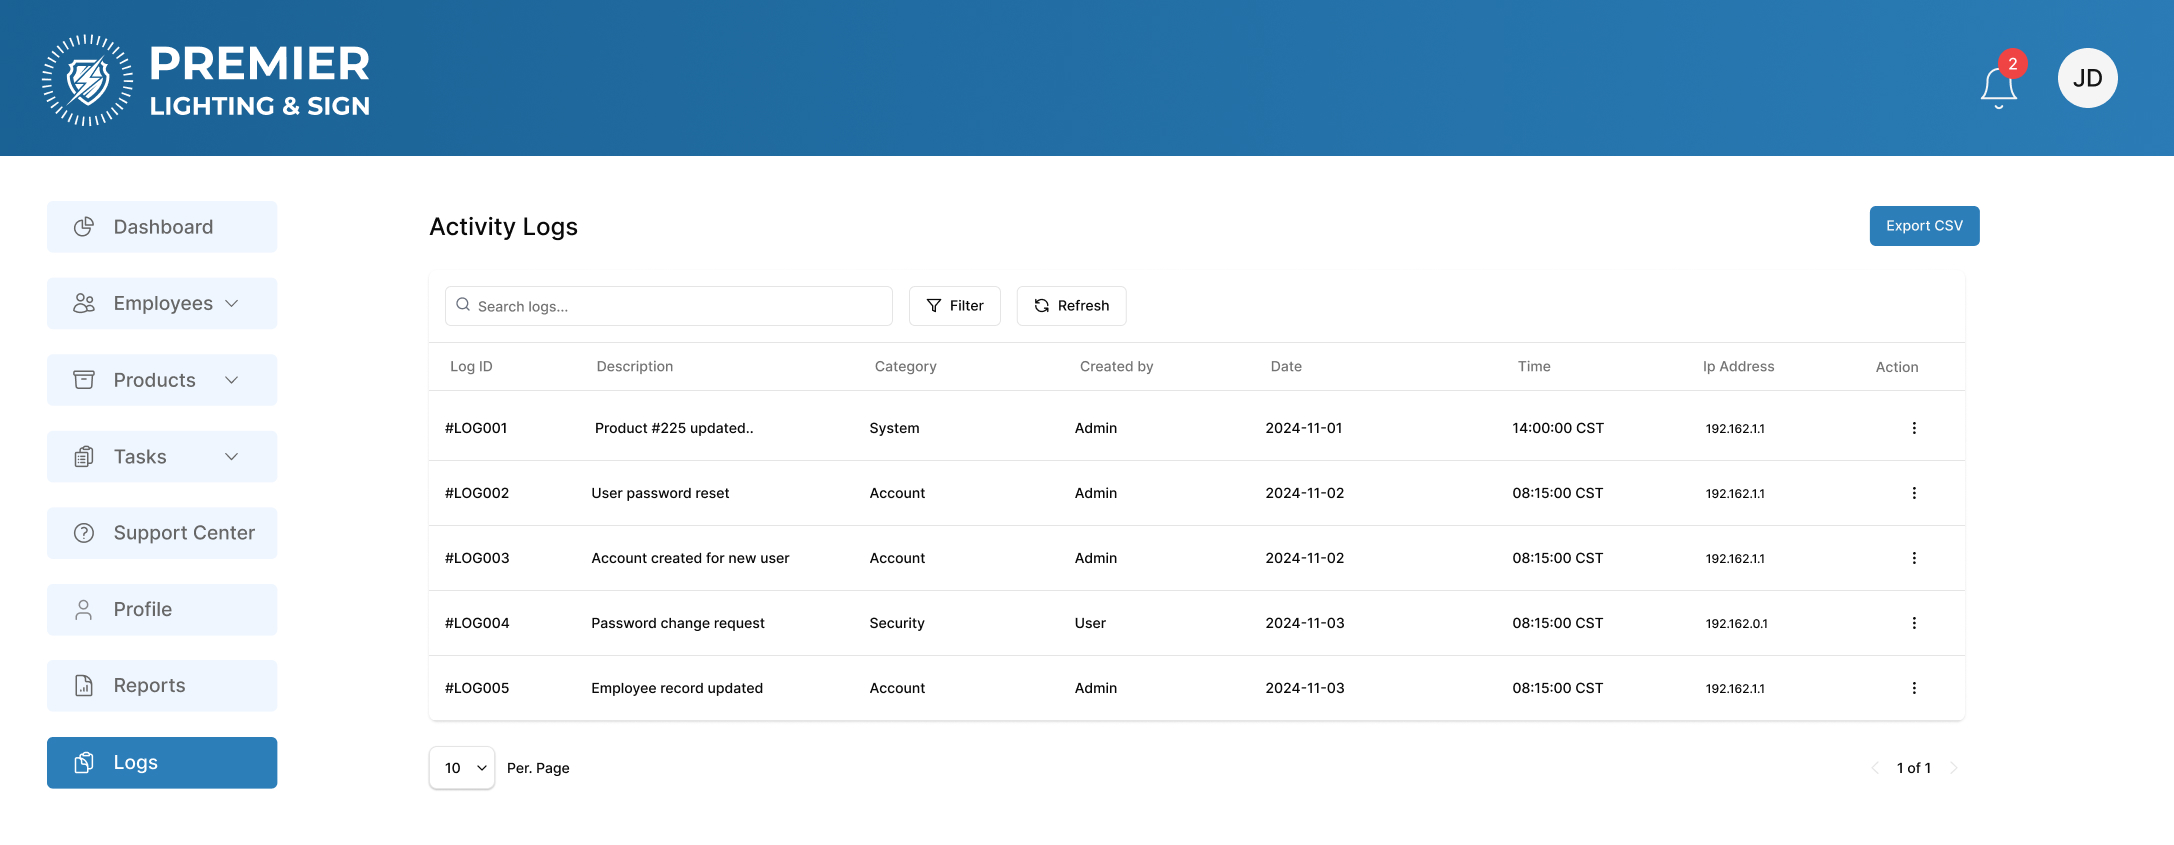 PREMIER
LIGHTING & SIGN
2
JD
Dashboard
Employees
Products
Tasks
Support Center
Profile
Reports
Logs
Activity Logs
Export CSV
Search logs...
Filter
Refresh
Log ID Description Category Created by Date Time Ip Address Action
#LOG001 Product #225 updated.. System Admin 2024-11-01 14:00:00 CST 192.162.1.1
#LOG002 User password reset Account Admin 2024-11-02 08:15:00 CST 192.162.1.1
#LOG003 Account created for new user Account Admin 2024-11-02 08:15:00 CST 192.162.1.1
#LOG004 Password change request Security User 2024-11-03 08:15:00 CST 192.162.0.1
#LOG005 Employee record updated Account Admin 2024-11-03 08:15:00 CST 192.162.1.1
10 Per. Page
1 of 1